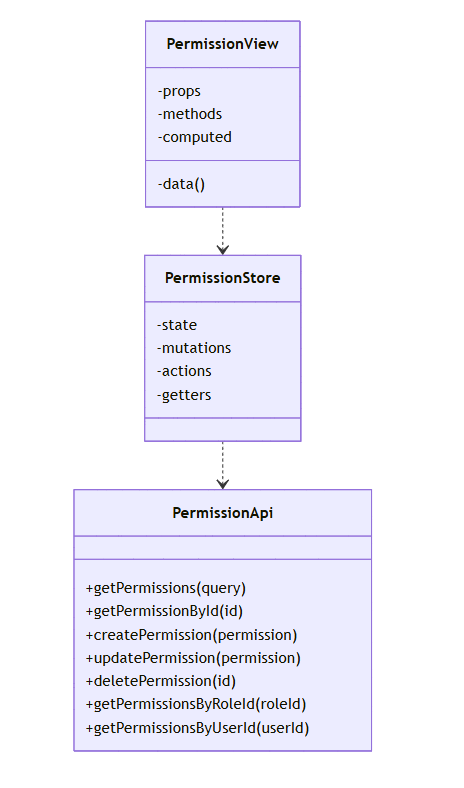 PermissionView
-props
-methods
-computed
-data()
PermissionStore
-state
-mutations
-actions
-getters
PermissionApi
+getPermissions(query)
+getPermissionById(id)
+createPermission(permission)
+updatePermission(permission)
+deletePermission(id)
+getPermissionsByRoleId(roleId)
+getPermissionsByUserId(userId)